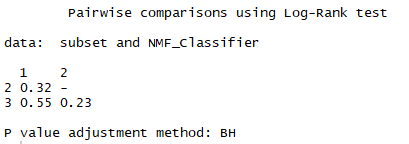 Pairwise comparisons using Log-Rank test
data:  subset and NMF_Classifier
  1    2
2 0.32 -
3 0.55 0.23
P value adjustment method: BH